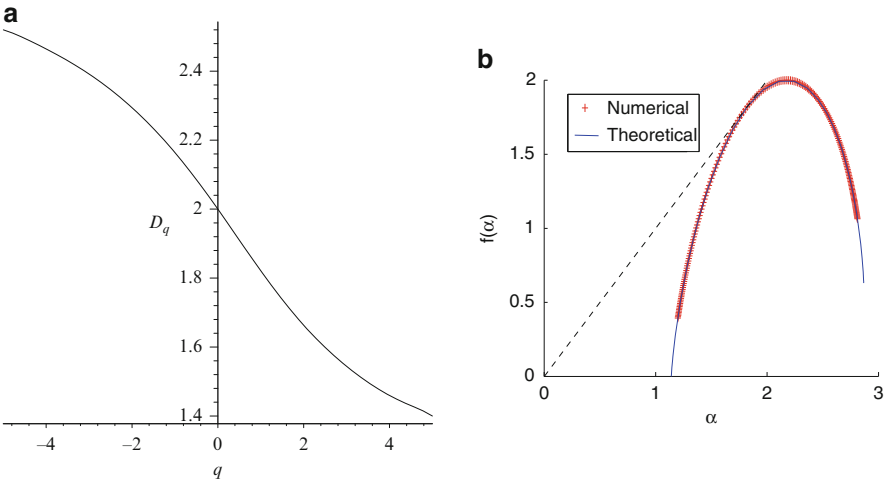 a
2.4
2.2
2
D_q
1.8
1.6
1.4
−4 −2 0 2 4
q
b
2
1.5
1
0.5
0
f(α)
Numerical
Theoretical
0 1 2 3
α